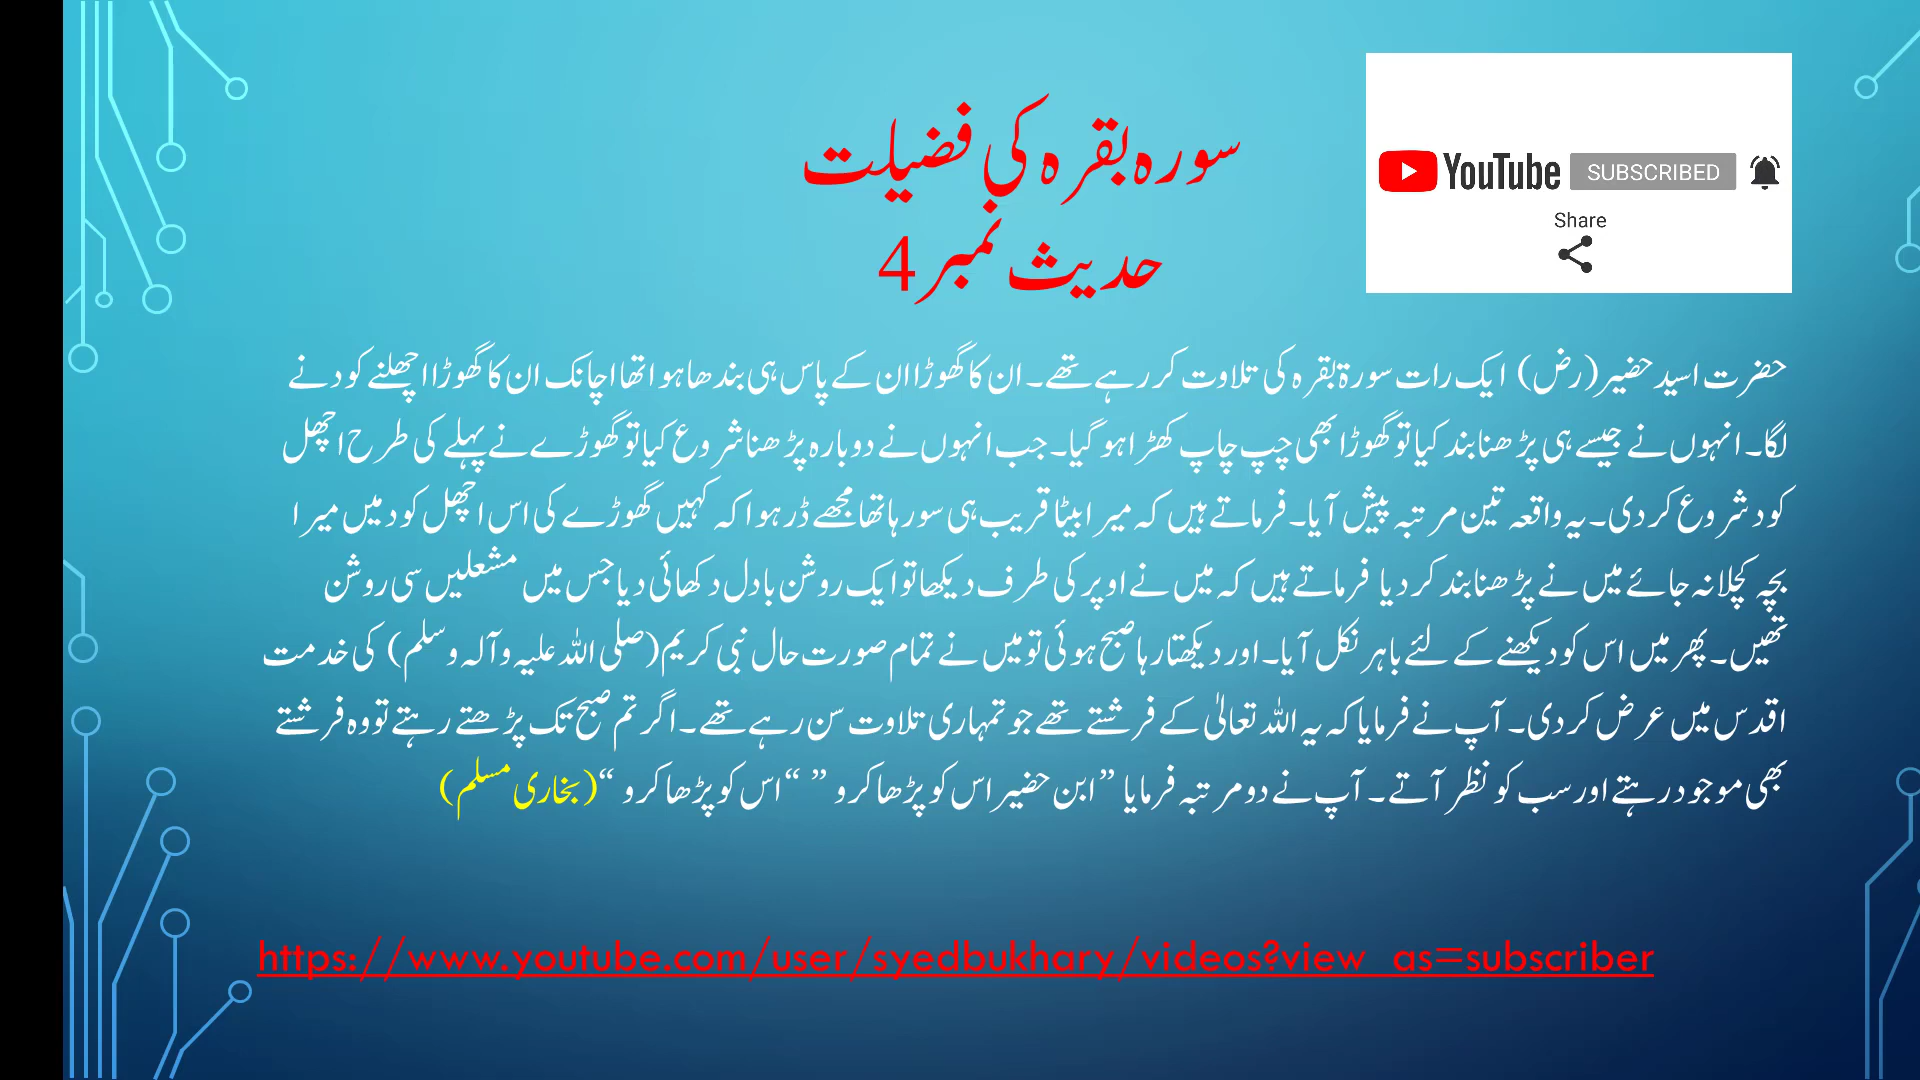 سورہ بقرہ کی فضیلت
حدیث نمبر 4
YouTube SUBSCRIBED
Share
حضرت اسید حضیر(رض) ایک رات سورۃ بقرہ کی تلاوت کر رہے تھے۔ ان کا گھوڑا ان کے پاس ہی بندھا ہوا تھا اچانک ان کا گھوڑا اچھلنے کودنے
لگا۔ انہوں نے جیسے ہی پڑھنا بند کیا تو گھوڑا بھی چپ چاپ کھڑا ہو گیا۔ جب انہوں نے دوبارہ پڑھنا شروع کیا تو گھوڑے نے پہلے کی طرح اچھل
کود شروع کر دی۔ یہ واقعہ تین مرتبہ پیش آیا۔ فرماتے ہیں کہ میرا بیٹا قریب ہی سو رہا تھا مجھے ڈر ہوا کہ کہیں گھوڑے کی اس اچھل کود میں میرا
بچہ کچلا نہ جائے میں نے پڑھنا بند کر دیا فرماتے ہیں کہ میں نے اوپر کی طرف دیکھا تو ایک روشن بادل دکھائی دیا جس میں مشعلیں سی روشن
تھیں۔ پھر میں اس کو دیکھنے کے لئے باہر نکل آیا۔ اور دیکھتا رہا صبح ہوئی تو میں نے تمام صورت حال نبی کریم(صلی اللہ علیہ وآلہ وسلم) کی خدمت
اقدس میں عرض کر دی۔ آپ نے فرمایا کہ یہ اللہ تعالیٰ کے فرشتے تھے جو تمہاری تلاوت سن رہے تھے۔ اگر تم صبح تک پڑھتے رہتے تو وہ فرشتے
بھی موجود رہتے اور سب کو نظر آتے۔ آپ نے دو مرتبہ فرمایا ”ابن حضیر اس کو پڑھا کرو“ ”اس کو پڑھا کرو“ (بخاری مسلم)
https://www.youtube.com/user/syedbukhary/videos?view_as=subscriber